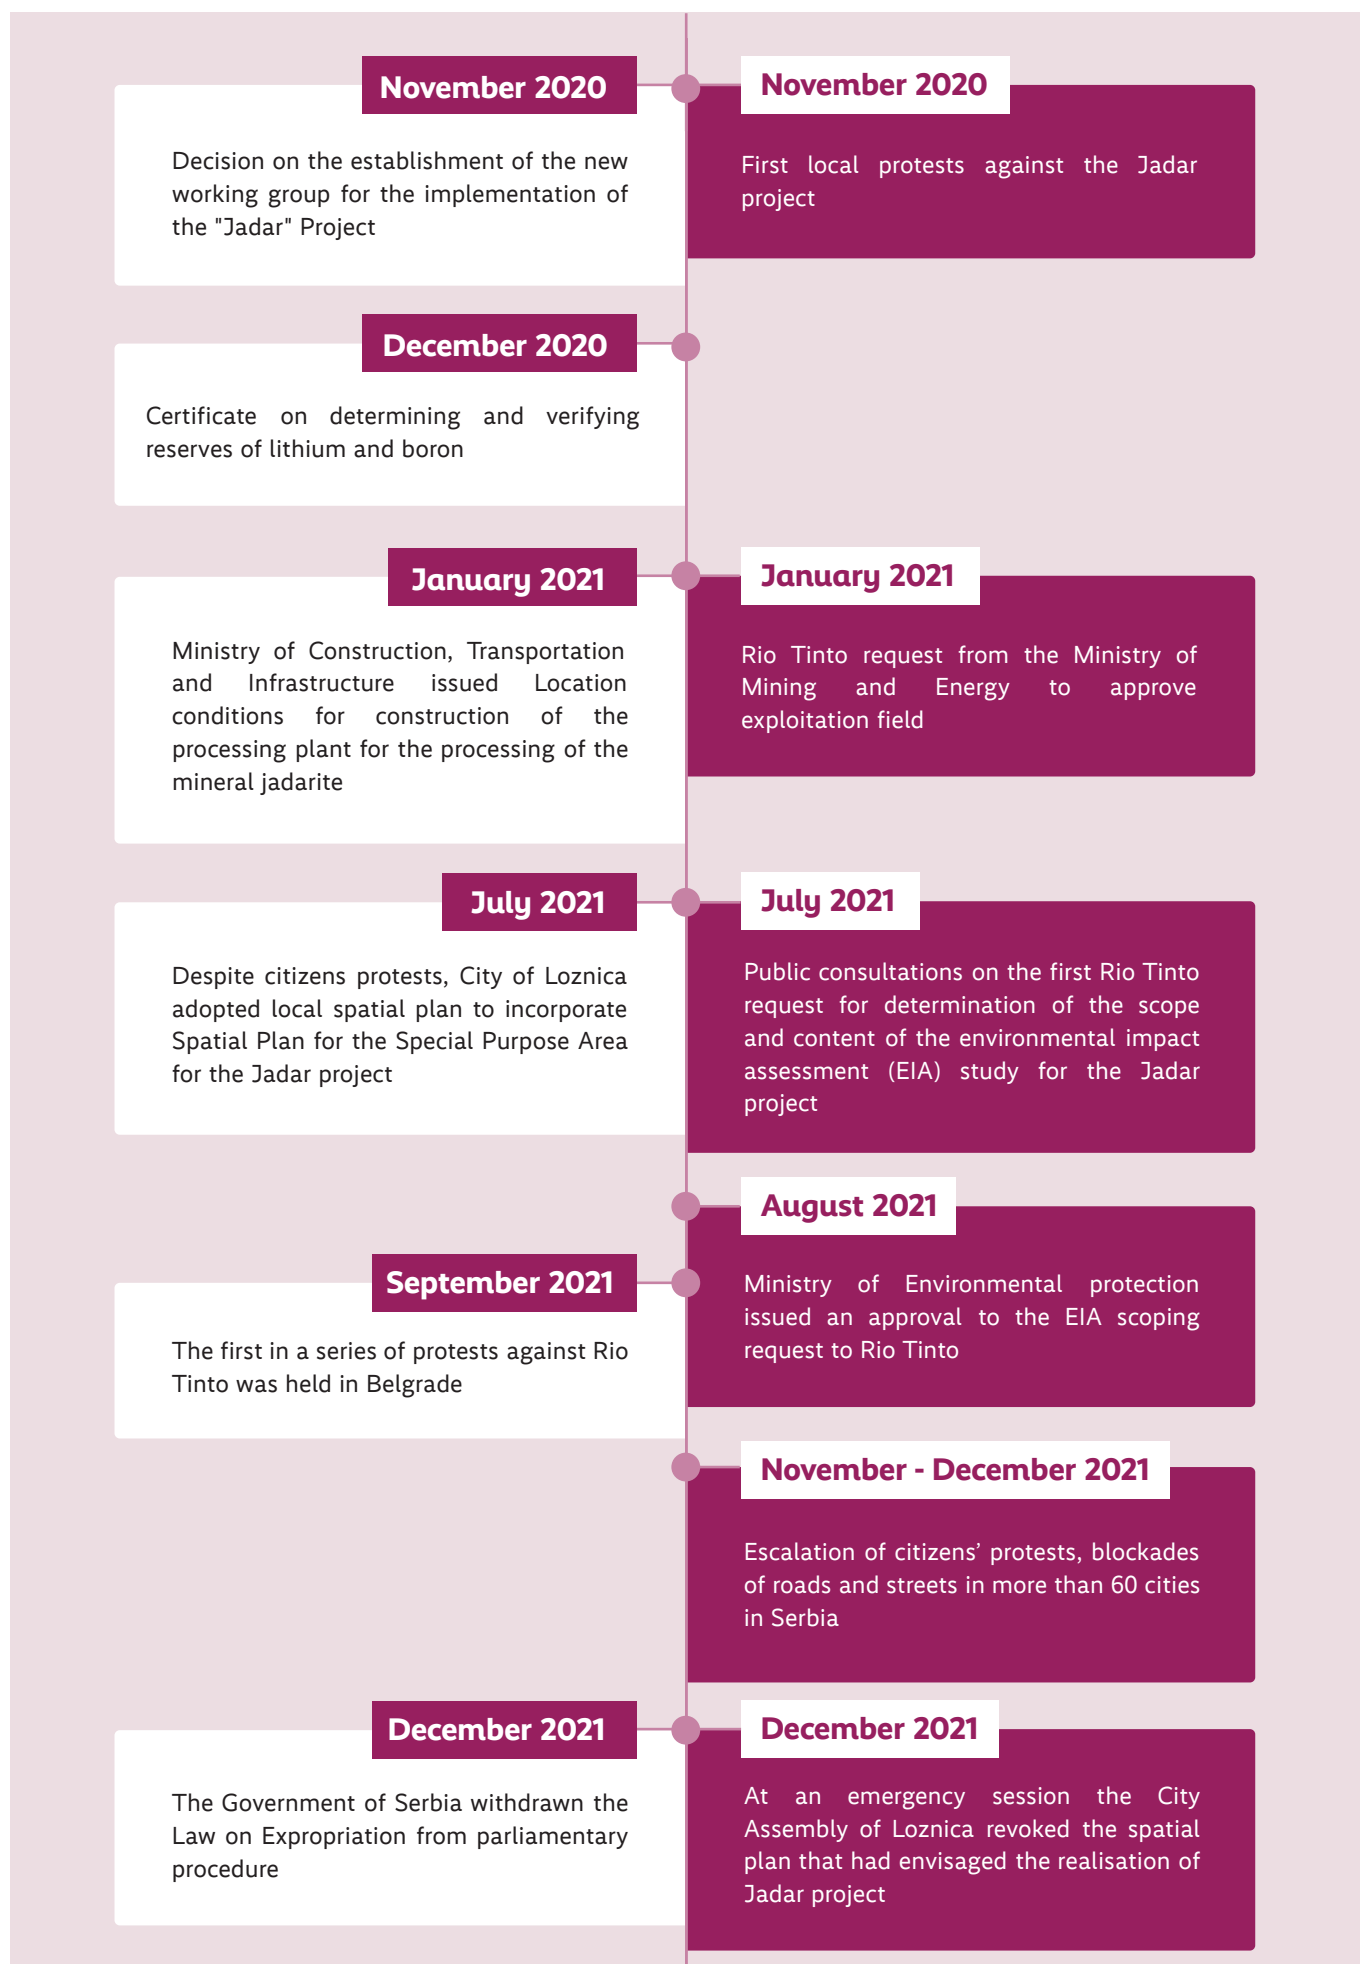 November 2020
Decision on the establishment of the new
working group for the implementation of
the "Jadar" Project
November 2020
First local protests against the Jadar
project
December 2020
Certificate on determining and verifying
reserves of lithium and boron
January 2021
Ministry of Construction, Transportation
and Infrastructure issued Location
conditions for construction of the
processing plant for the processing of the
mineral jadarite
January 2021
Rio Tinto request from the Ministry of
Mining and Energy to approve
exploitation field
July 2021
Despite citizens protests, City of Loznica
adopted local spatial plan to incorporate
Spatial Plan for the Special Purpose Area
for the Jadar project
July 2021
Public consultations on the first Rio Tinto
request for determination of the scope
and content of the environmental impact
assessment (EIA) study for the Jadar
project
August 2021
Ministry of Environmental protection
issued an approval to the EIA scoping
request to Rio Tinto
September 2021
The first in a series of protests against Rio
Tinto was held in Belgrade
November - December 2021
Escalation of citizens’ protests, blockades
of roads and streets in more than 60 cities
in Serbia
December 2021
The Government of Serbia withdrawn the
Law on Expropriation from parliamentary
procedure
December 2021
At an emergency session the City
Assembly of Loznica revoked the spatial
plan that had envisaged the realisation of
Jadar project